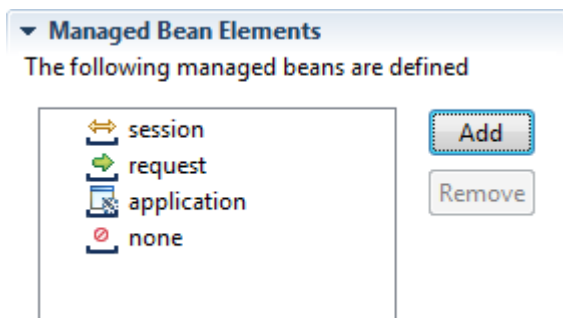 Managed Bean Elements
The following managed beans are defined
session
request
application
none
Add
Remove